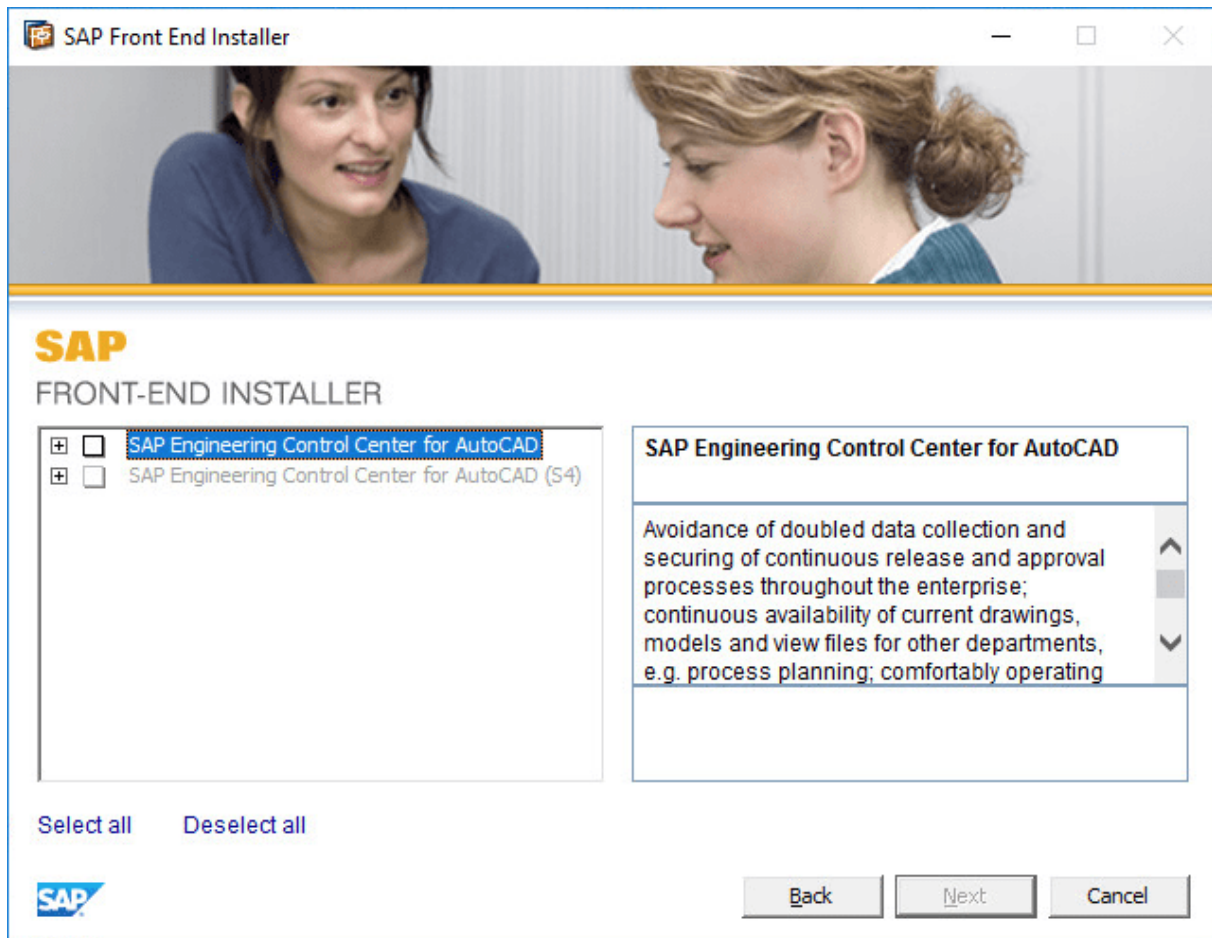 SAP Front End Installer
SAP
FRONT-END INSTALLER
SAP Engineering Control Center for AutoCAD
SAP Engineering Control Center for AutoCAD (S4)
SAP Engineering Control Center for AutoCAD
Avoidance of doubled data collection and
securing of continuous release and approval
processes throughout the enterprise;
continuous availability of current drawings,
models and view files for other departments,
e.g. process planning; comfortably operating
Select all
Deselect all
SAP
Back
Next
Cancel